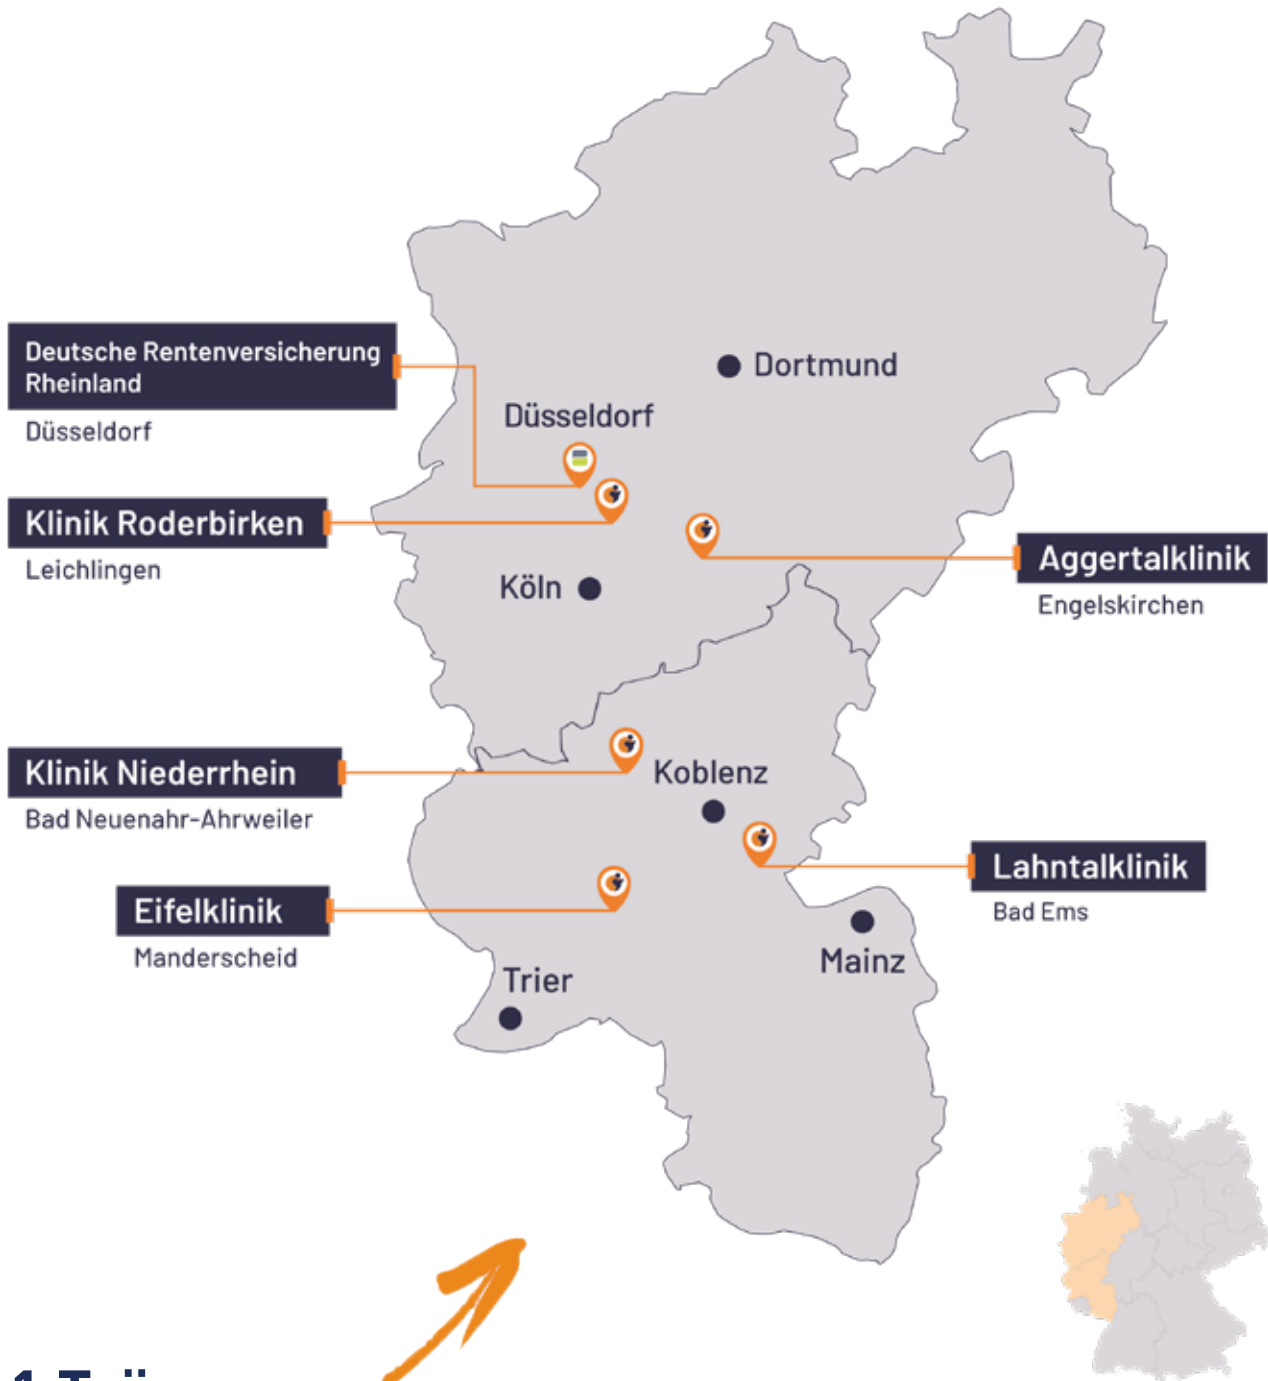 Dortmund
Deutsche Rentenversicherung
Rheinland
Düsseldorf
Düsseldorf
Klinik Roderbirken
Leichlingen
Aggertalklinik
Engelskirchen
Köln
Klinik Niederrhein
Bad Neuenahr-Ahrweiler
Koblenz
Lahntalklinik
Bad Ems
Eifelklinik
Manderscheid
Mainz
Trier